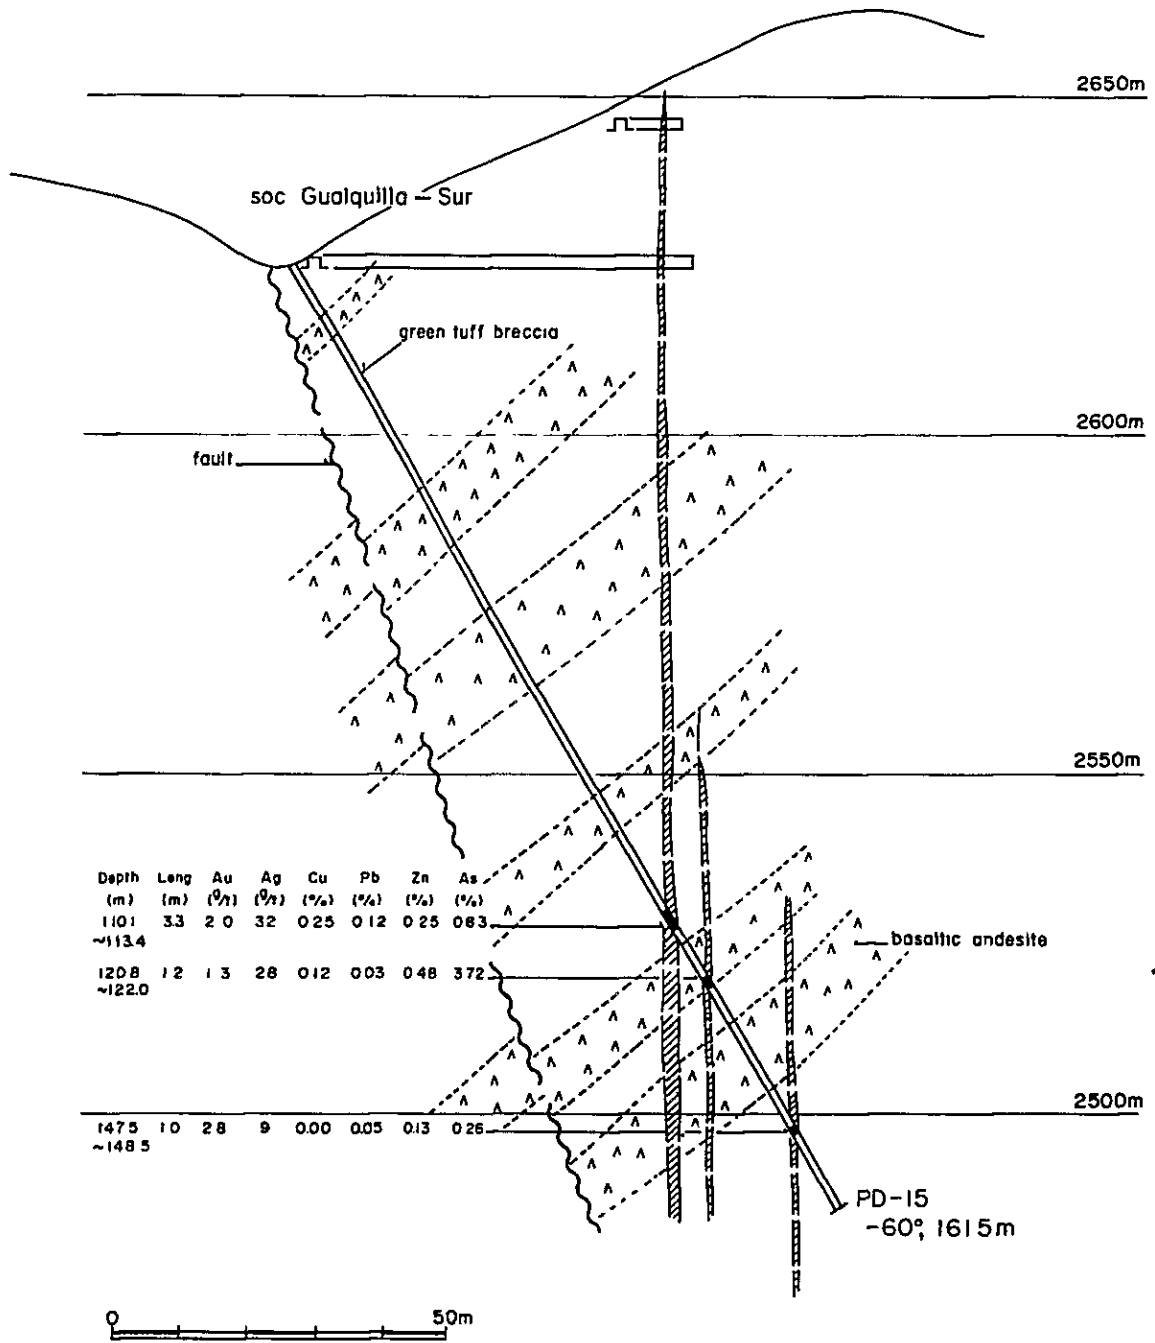 2650m
soc Gualquilla – Sur
green tuff breccia
2600m
fault
2550m
Depth Leng Au Ag Cu Pb Zn As
(m) (m) (g/t) (g/t) (%) (%) (%) (%)
110.1 3.3 2.0 32 0.25 0.12 0.25 0.83
~113.4
basaltic andesite
120.8 1.2 1.3 28 0.12 0.03 0.48 3.72
~122.0
2500m
147.5 1.0 2.8 9 0.00 0.05 0.13 0.26
~148.5
PD-15
-60°, 161.5m
0 50m